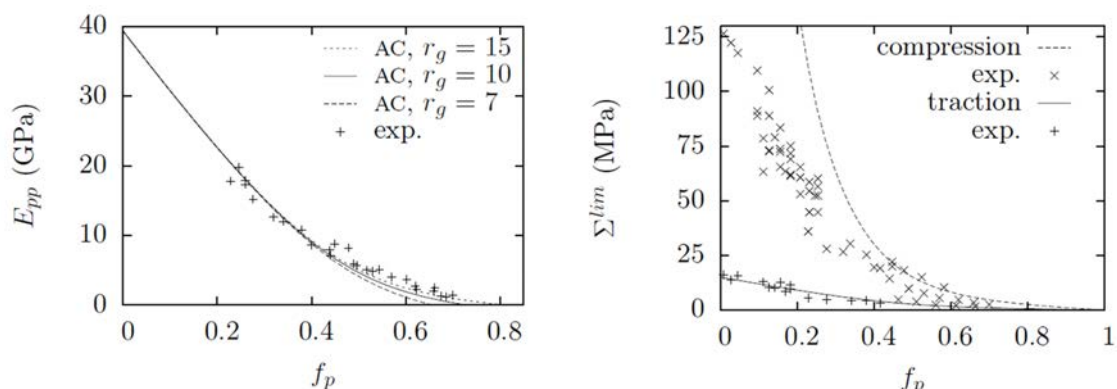 40
30
20
10
0
E_pp (GPa)
0
0.2
0.4
0.6
0.8
f_p
AC, r_g = 15
AC, r_g = 10
AC, r_g = 7
exp.
125
100
75
50
25
0
Σ^lim (MPa)
0
0.2
0.4
0.6
0.8
1
f_p
compression
exp.
traction
exp.